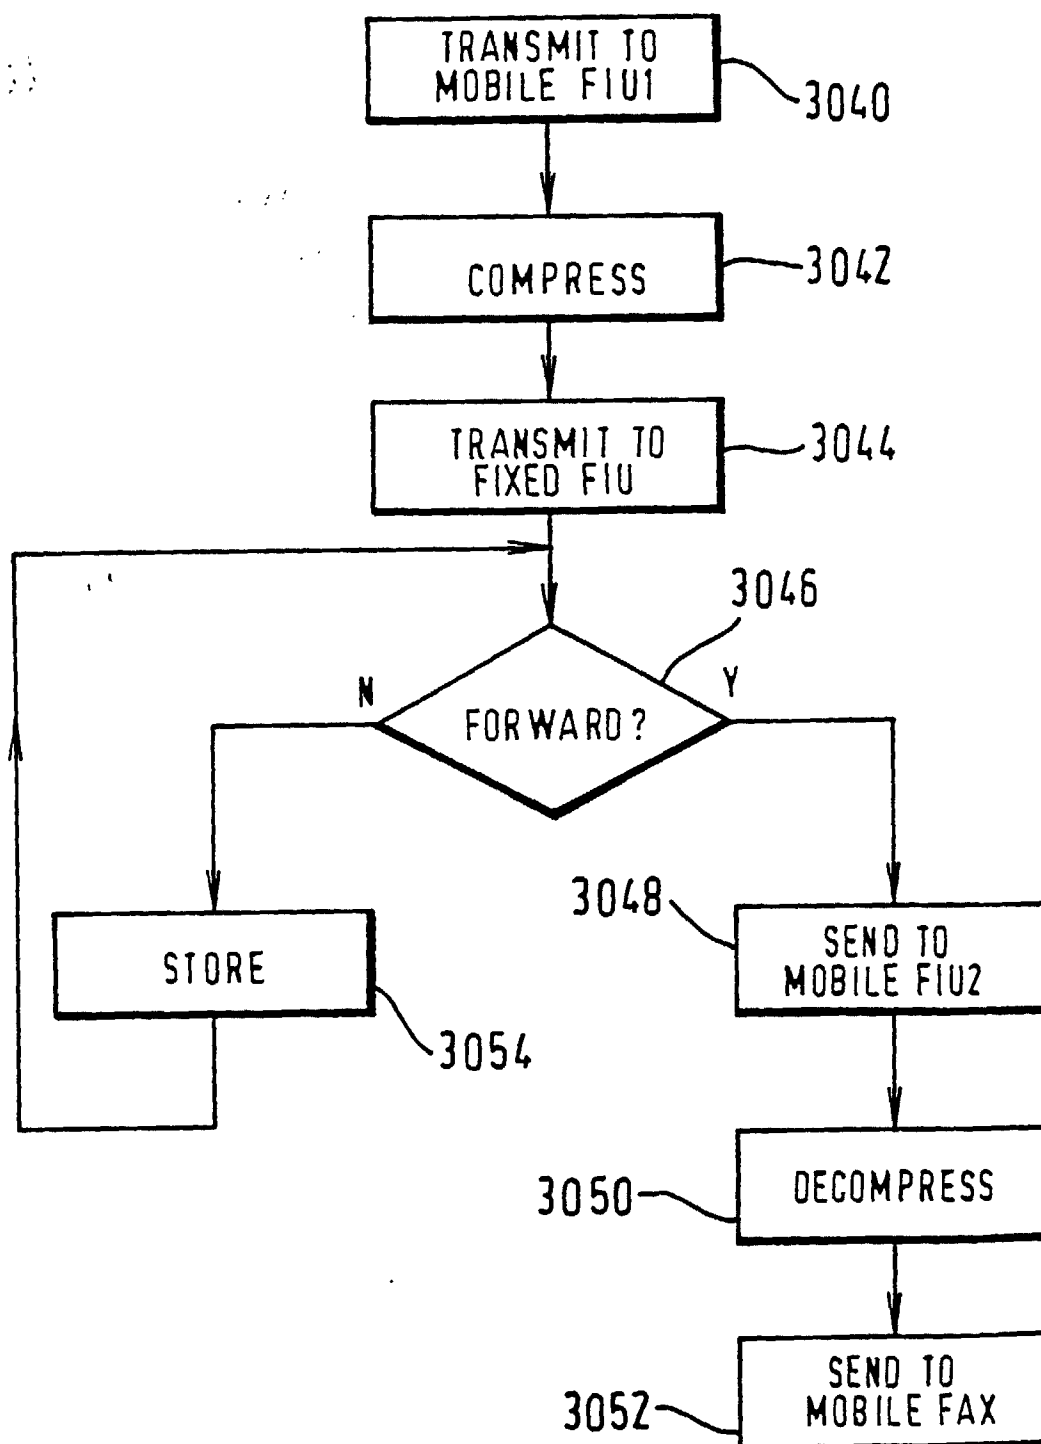 TRANSMIT TO
MOBILE FIU1
3040
COMPRESS
3042
TRANSMIT TO
FIXED FIU
3044
3046
N
Y
FORWARD?
3048
SEND TO
MOBILE FIU2
STORE
3054
DECOMPRESS
3050
SEND TO
MOBILE FAX
3052